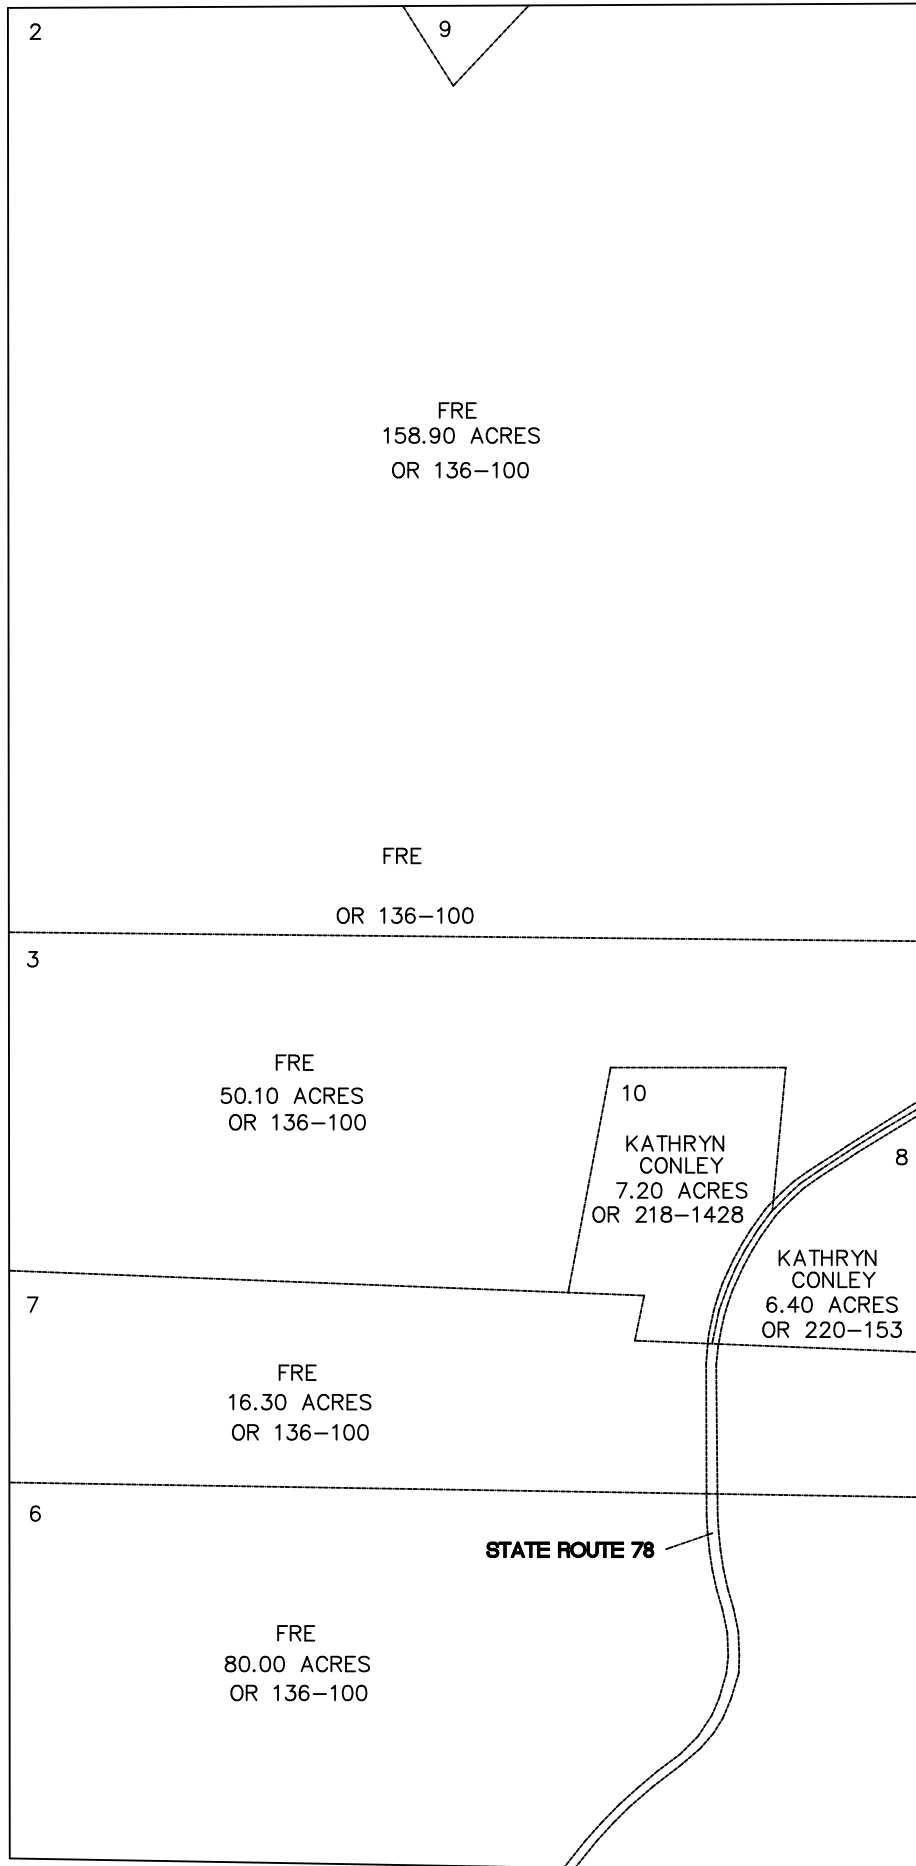 2
9
FRE
158.90 ACRES
OR 136-100
FRE
OR 136-100
3
FRE
50.10 ACRES
OR 136-100
10
KATHRYN
CONLEY
7.20 ACRES
OR 218-1428
8
KATHRYN
CONLEY
6.40 ACRES
OR 220-153
7
FRE
16.30 ACRES
OR 136-100
6
STATE ROUTE 78
FRE
80.00 ACRES
OR 136-100